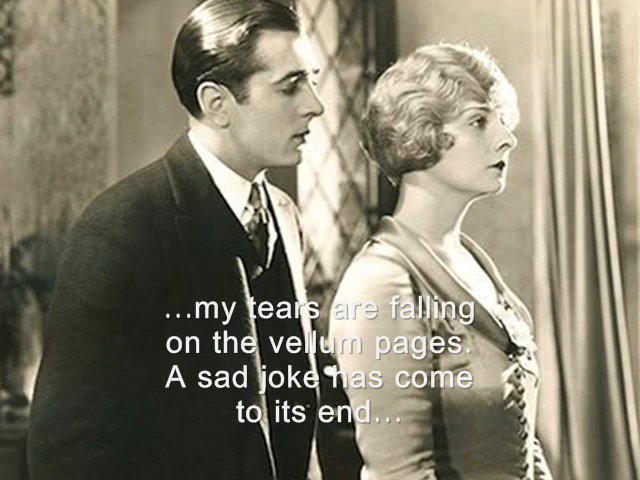 ...my tears are falling
on the vellum pages.
A sad joke has come
to its end...